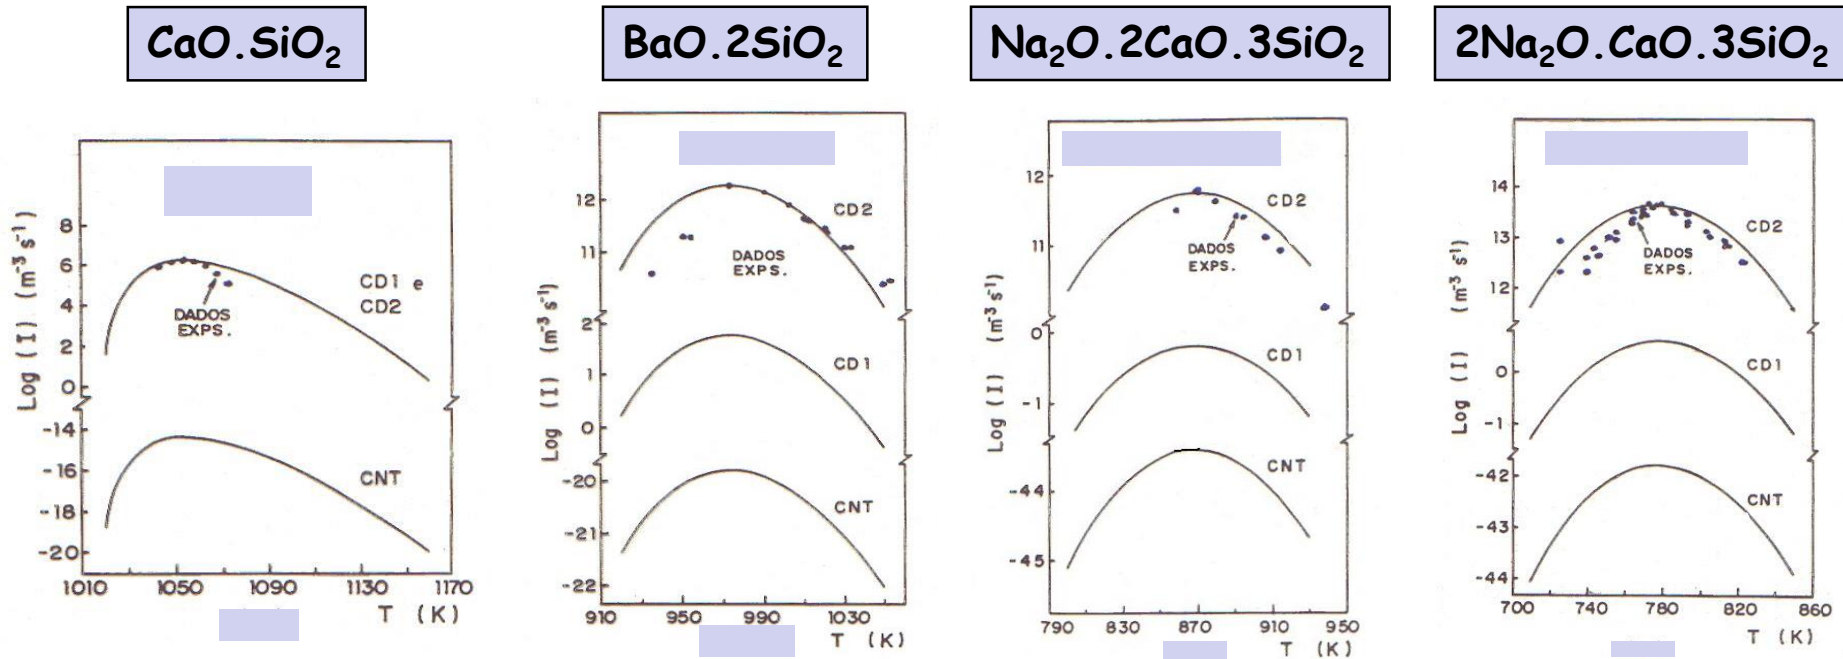 CaO.SiO₂
BaO.2SiO₂
Na₂O.2CaO.3SiO₂
2Na₂O.CaO.3SiO₂
Log (I) (m⁻³ s⁻¹)
8
6
4
2
0
-14
-16
-18
-20
1010
1050
1090
1130
1170
T (K)
CD1 e
CD2
DADOS
EXPS.
CNT
Log (I) (m⁻³ s⁻¹)
12
11
2
1
0
-20
-21
-22
910
950
990
1030
T (K)
CD2
DADOS
EXPS.
CD1
CNT
Log (I) (m⁻³ s⁻¹)
12
11
0
-1
-44
-45
790
830
870
910
950
T (K)
CD2
DADOS
EXPS.
CD1
CNT
Log (I) (m⁻³ s⁻¹)
14
13
12
0
-1
-42
-43
-44
700
740
780
820
860
T (K)
CD2
DADOS
EXPS.
CD1
CNT